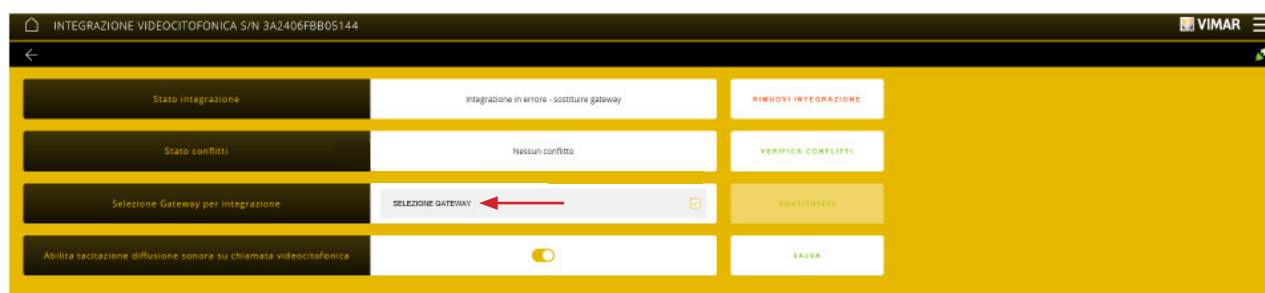 INTEGRAZIONE VIDEOCITOFONICA S/N 3A2406FBB05144
VIMAR
Stato integrazione
Integrazione in errore - sostituire gateway
RIMUOVI INTEGRAZIONE
Stato conflitti
Nessun conflitto
VERIFICA CONFLITTI
Selezione Gateway per integrazione
SELEZIONE GATEWAY
SOSTITUISCI
Abilita tacitazione diffusione sonora su chiamata videocitofonica
SALVA